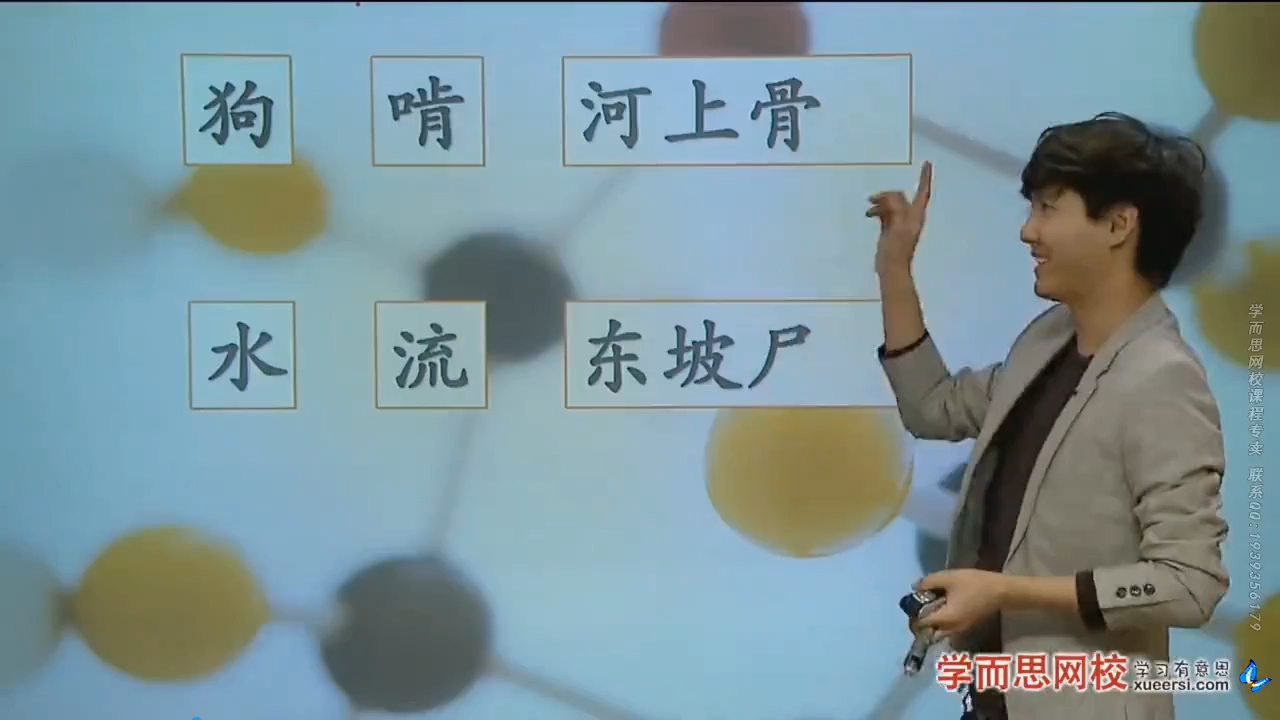 狗 啃 河上骨
水 流 东坡尸
学而思网校课程专卖 联系QQ:1939356179
学而思网校 学习有意思
xueersi.com